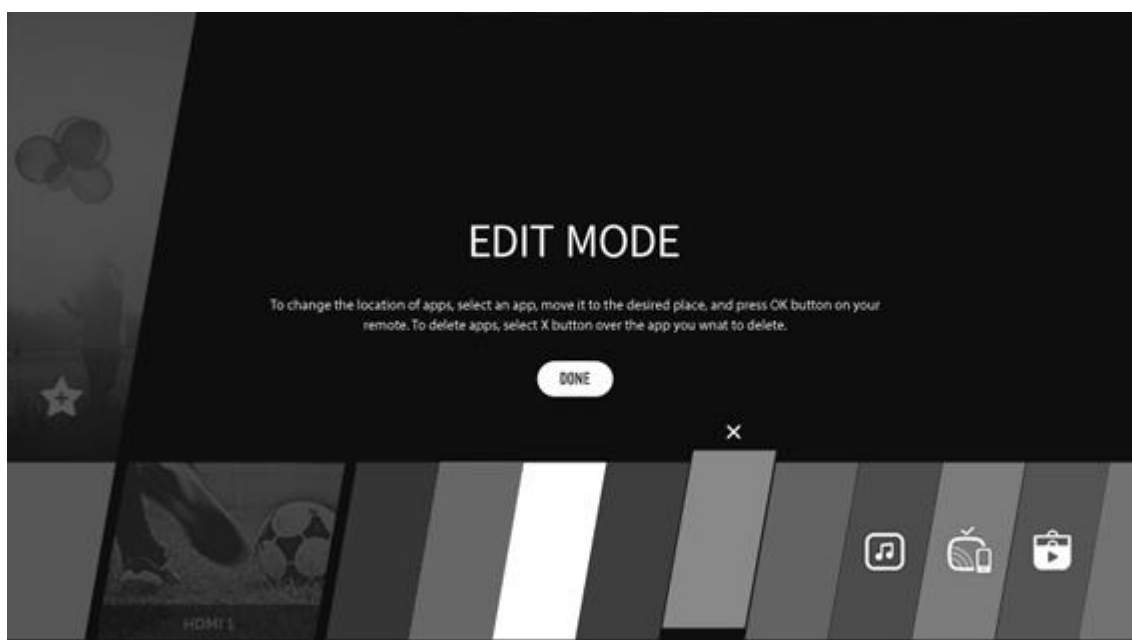 EDIT MODE
To change the location of apps, select an app, move it to the desired place, and press OK button on your
remote. To delete apps, select X button over the app you wnat to delete.
DONE
HDMI 1